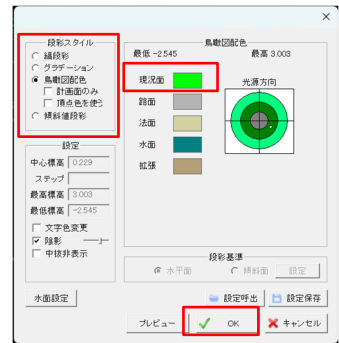 段彩スタイル
縞段彩
グラデーション
鳥瞰図配色
計画面のみ
頂点色を使う
傾斜値段彩
設定
中心標高 0.229
ステップ
最高標高 3.003
最低標高 -2.545
文字色変更
陰影
中抜非表示
水面設定
鳥瞰図配色
最低 -2.545 最高 3.003
現況面
光源方向
路面
法面
水面
拡張
段彩基準
水平面 傾斜面 設定
設定呼出 設定保存
プレビュー OK キャンセル